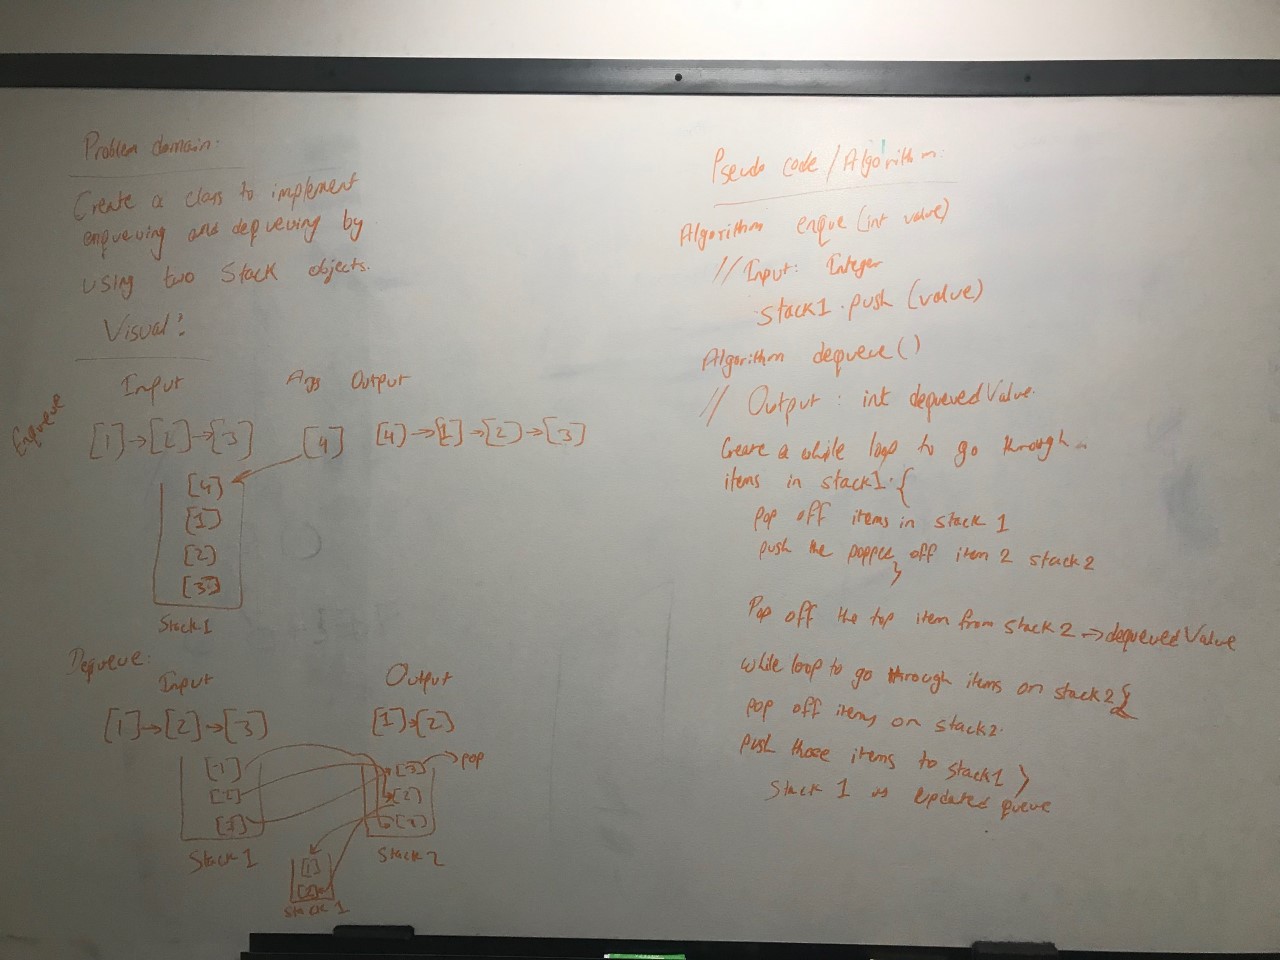 Problem domain:
Create a class to implement
enqueuing and dequeuing by
using two Stack objects.
Visual:
Enqueue
Input Args Output
[1]→[2]→[3] [4] [4]→[1]→[2]→[3]
[4]
[1]
[2]
[3]
Stack1
Dequeue:
Input Output
[1]→[2]→[3] [1]→[2]
[1] [3] → pop
[2] [2]
[3] [1]
Stack 1 Stack 2
[1]
[2]
Stack 1
Pseudo code / Algorithm:
Algorithm enque (int value)
// Input: Integer
stack1.push (value)
Algorithm dequeue()
// Output: int dequeuedValue.
Create a while loop to go through
items in stack1.{
pop off items in stack 1
push the popped off item 2 stack2
}
Pop off the top item from stack2 → dequeuedValue
while loop to go through items on stack2{
pop off items on stack2.
push those items to stack1 }
Stack 1 is updated queue